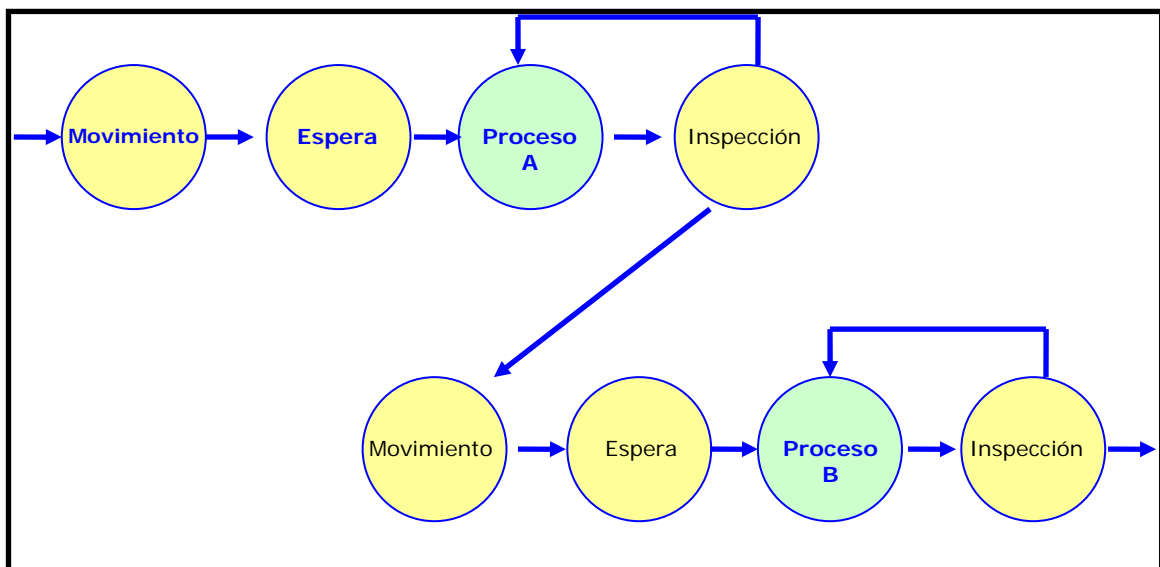 Movimiento
Espera
Proceso
A
Inspección
Movimiento
Espera
Proceso
B
Inspección